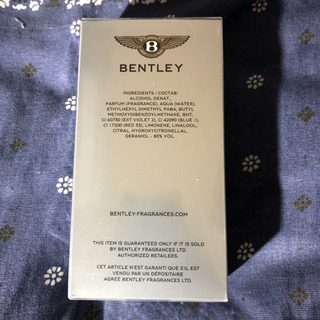 B
BENTLEY
INGREDIENTS / СОСТАВ:
ALCOHOL DENAT.,
PARFUM (FRAGRANCE), AQUA (WATER),
ETHYLHEXYL DIMETHYL PABA, BUTYL
METHOXYDIBENZOYLMETHANE, BHT,
CI 60730 (EXT VIOLET 2), CI 42090 (BLUE 1),
CI 17200 (RED 33), LIMONENE, LINALOOL,
CITRAL, HYDROXYCITRONELLAL,
GERANIOL - 80% VOL
BENTLEY-FRAGRANCES.COM
THIS ITEM IS GUARANTEED ONLY IF IT IS SOLD
BY BENTLEY FRAGRANCES LTD.
AUTHORIZED RETAILERS.
CET ARTICLE N'EST GARANTI QUE S'IL EST
VENDU PAR UN DÉPOSITAIRE
AGRÉÉ BENTLEY FRAGRANCES LTD.